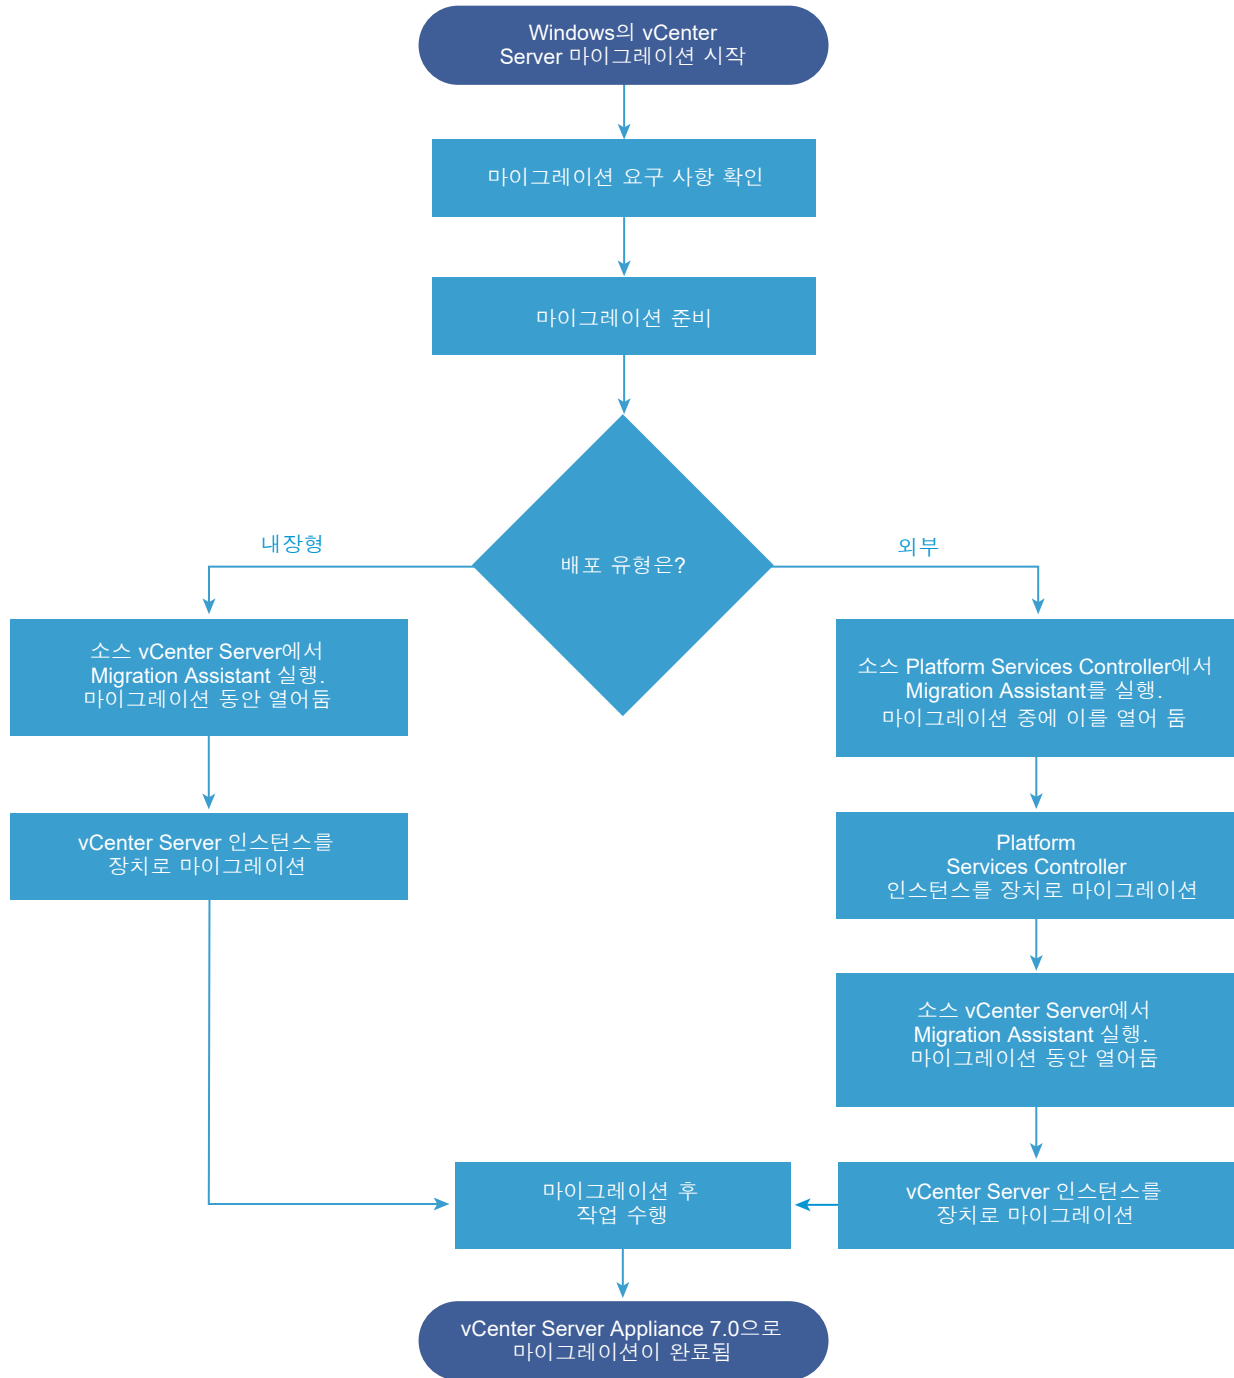 Windows의 vCenter
Server 마이그레이션 시작
마이그레이션 요구 사항 확인
마이그레이션 준비
배포 유형은?
내장형
외부
소스 vCenter Server에서
Migration Assistant 실행.
마이그레이션 동안 열어둠
vCenter Server 인스턴스를
장치로 마이그레이션
소스 Platform Services Controller에서
Migration Assistant를 실행.
마이그레이션 중에 이를 열어 둠
Platform
Services Controller
인스턴스를 장치로 마이그레이션
소스 vCenter Server에서
Migration Assistant 실행.
마이그레이션 동안 열어둠
vCenter Server 인스턴스를
장치로 마이그레이션
마이그레이션 후
작업 수행
vCenter Server Appliance 7.0으로
마이그레이션이 완료됨